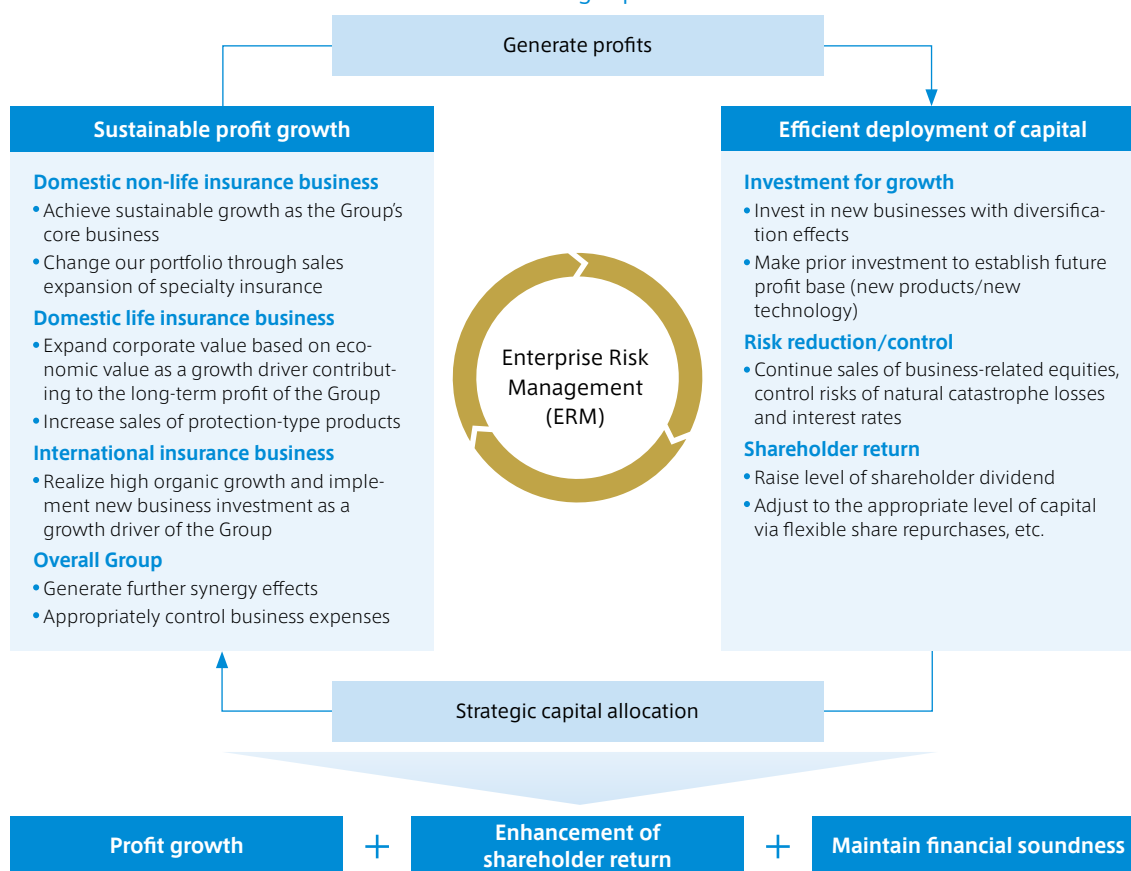 Generate profits
Sustainable profit growth
Domestic non-life insurance business
• Achieve sustainable growth as the Group's
core business
• Change our portfolio through sales
expansion of specialty insurance
Domestic life insurance business
• Expand corporate value based on eco-
nomic value as a growth driver contribut-
ing to the long-term profit of the Group
• Increase sales of protection-type products
International insurance business
• Realize high organic growth and imple-
ment new business investment as a
growth driver of the Group
Overall Group
• Generate further synergy effects
• Appropriately control business expenses
Enterprise Risk
Management
(ERM)
Efficient deployment of capital
Investment for growth
• Invest in new businesses with diversifica-
tion effects
• Make prior investment to establish future
profit base (new products/new
technology)
Risk reduction/control
• Continue sales of business-related equities,
control risks of natural catastrophe losses
and interest rates
Shareholder return
• Raise level of shareholder dividend
• Adjust to the appropriate level of capital
via flexible share repurchases, etc.
Strategic capital allocation
Profit growth
+
Enhancement of
shareholder return
+
Maintain financial soundness